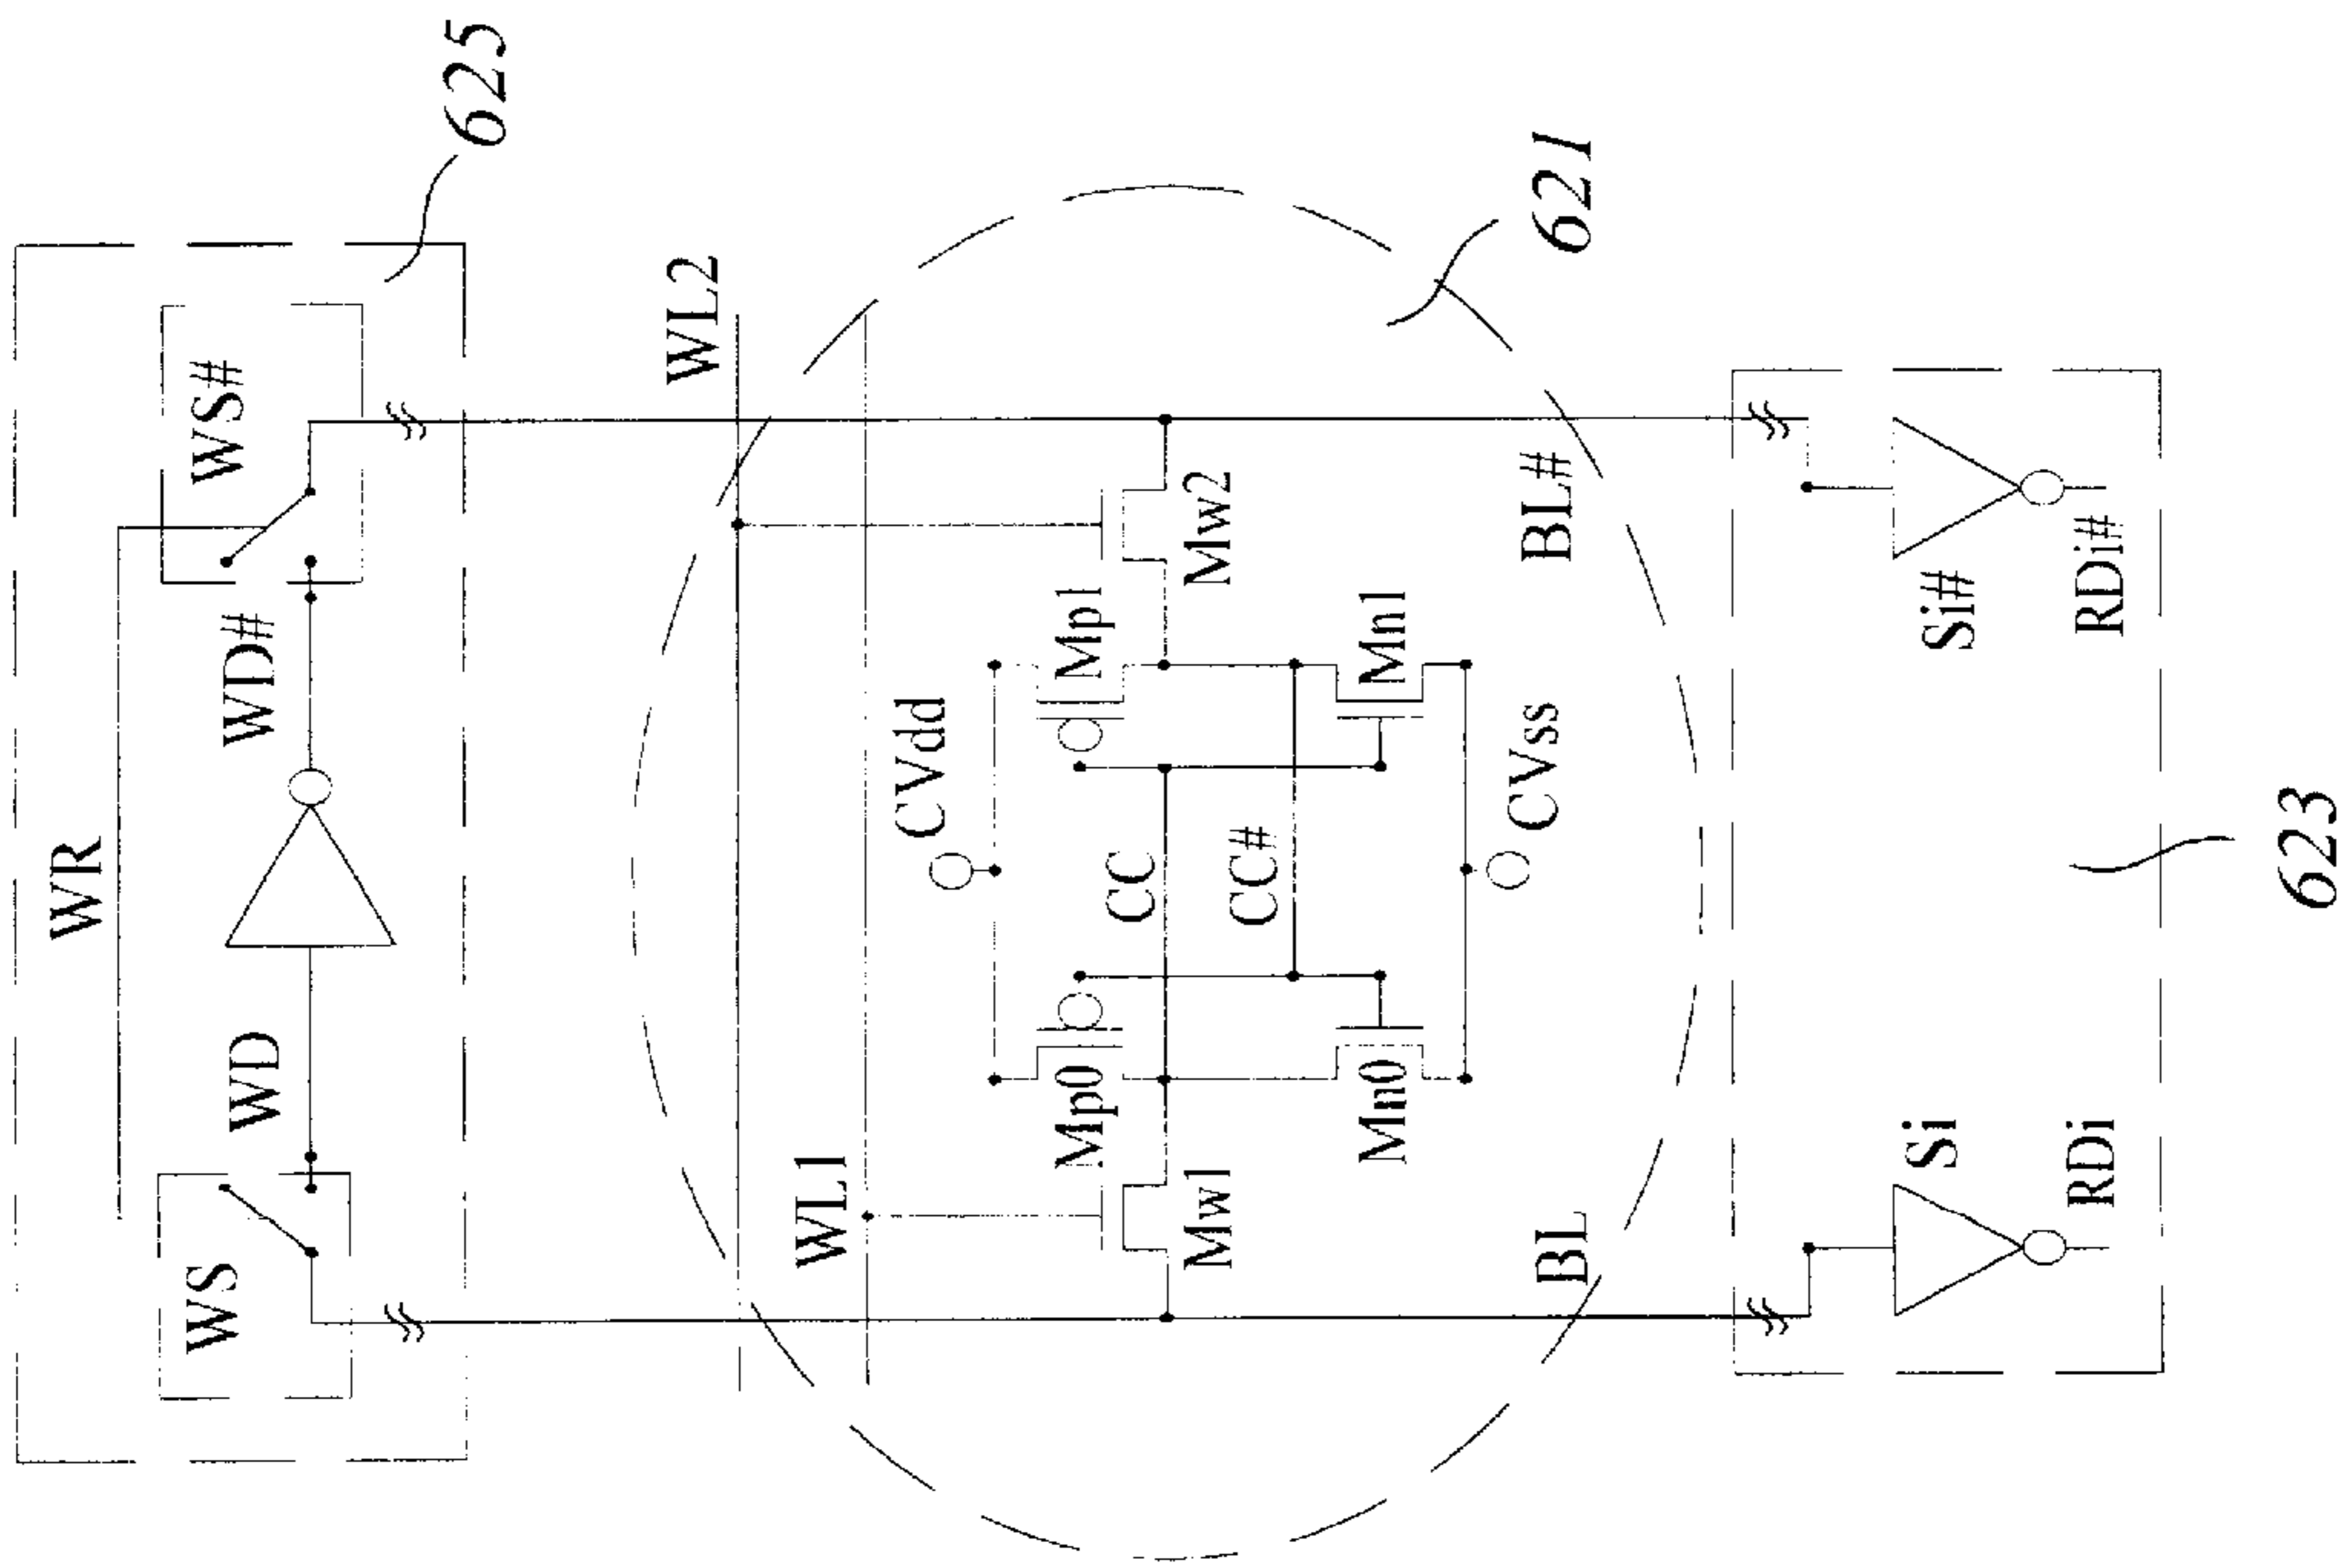 WR
625
WS
WD
WD#
WS#
WL2
WL1
CVdd
Mp0
Mp1
CC
Mw1
Mw2
CC#
Mn0
Mn1
CVss
BL
BL#
621
Si
Si#
RDi
RDi#
623